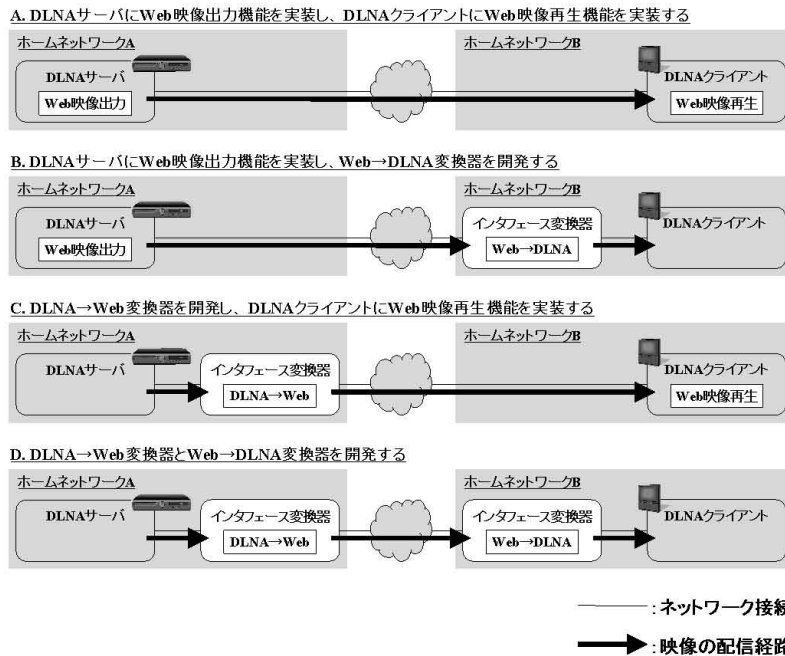 A. DLNAサーバにWeb映像出力機能を実装し、DLNAクライアントにWeb映像再生機能を実装する
ホームネットワークA
ホームネットワークB
DLNAサーバ
DLNAクライアント
Web映像出力
Web映像再生
B. DLNAサーバにWeb映像出力機能を実装し、Web→DLNA変換器を開発する
ホームネットワークA
ホームネットワークB
DLNAサーバ
インタフェース変換器
DLNAクライアント
Web映像出力
Web→DLNA
C. DLNA→Web変換器を開発し、DLNAクライアントにWeb映像再生機能を実装する
ホームネットワークA
ホームネットワークB
DLNAサーバ
インタフェース変換器
DLNAクライアント
DLNA→Web
Web映像再生
D. DLNA→Web変換器とWeb→DLNA変換器を開発する
ホームネットワークA
ホームネットワークB
DLNAサーバ
インタフェース変換器
インタフェース変換器
DLNAクライアント
DLNA→Web
Web→DLNA
:ネットワーク接続
:映像の配信経路